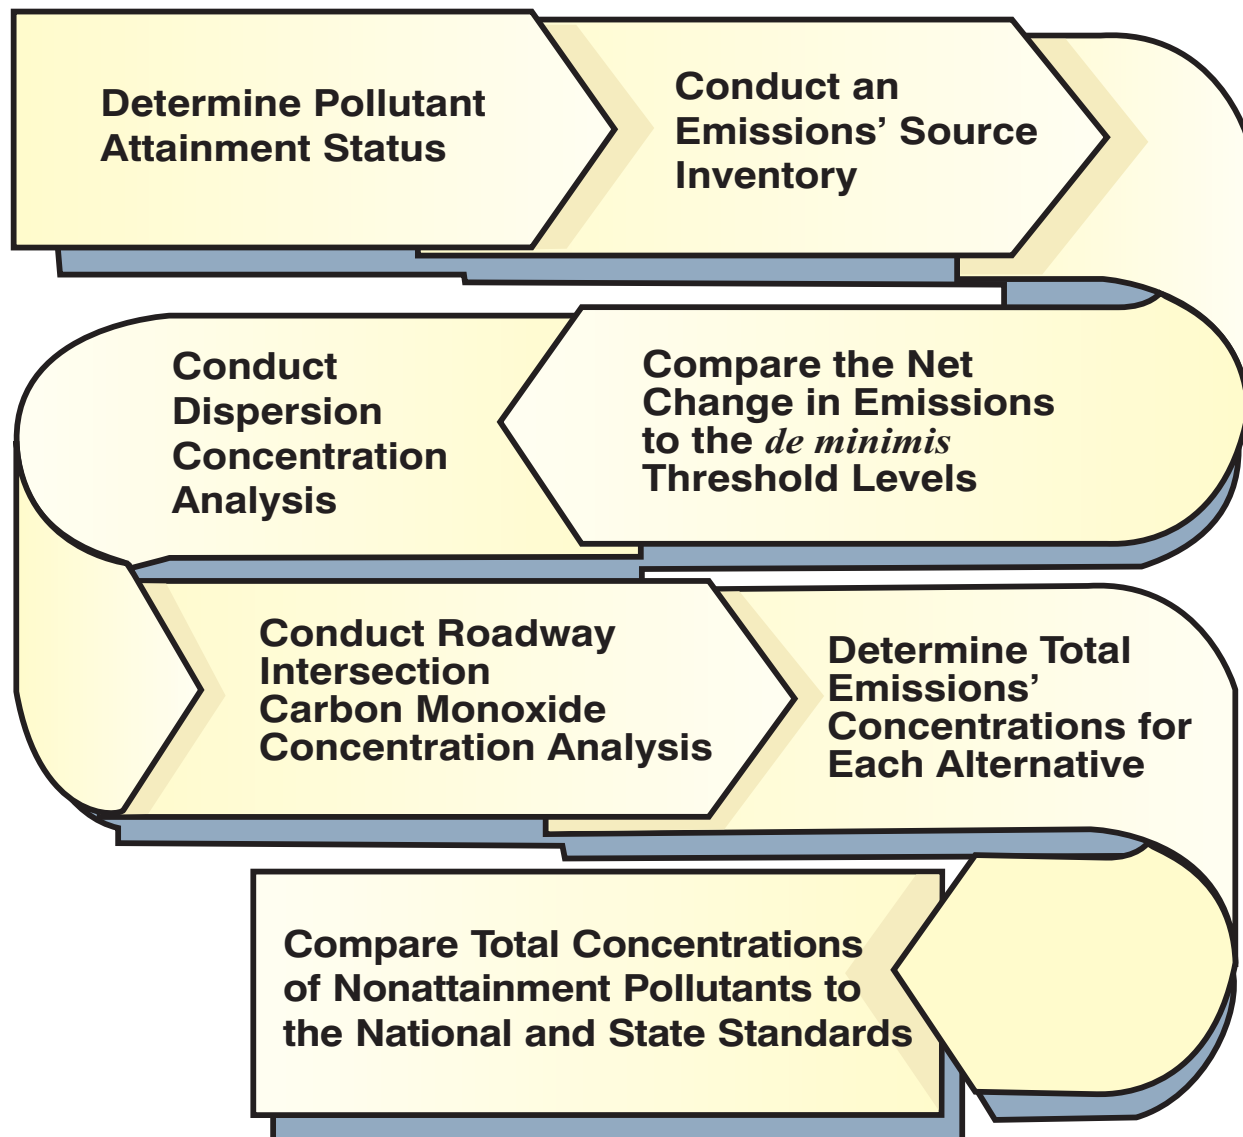 Determine Pollutant
Attainment Status
Conduct an
Emissions’ Source
Inventory
Compare the Net
Change in Emissions
to the de minimis
Threshold Levels
Conduct
Dispersion
Concentration
Analysis
Conduct Roadway
Intersection
Carbon Monoxide
Concentration Analysis
Determine Total
Emissions’
Concentrations for
Each Alternative
Compare Total Concentrations
of Nonattainment Pollutants to
the National and State Standards